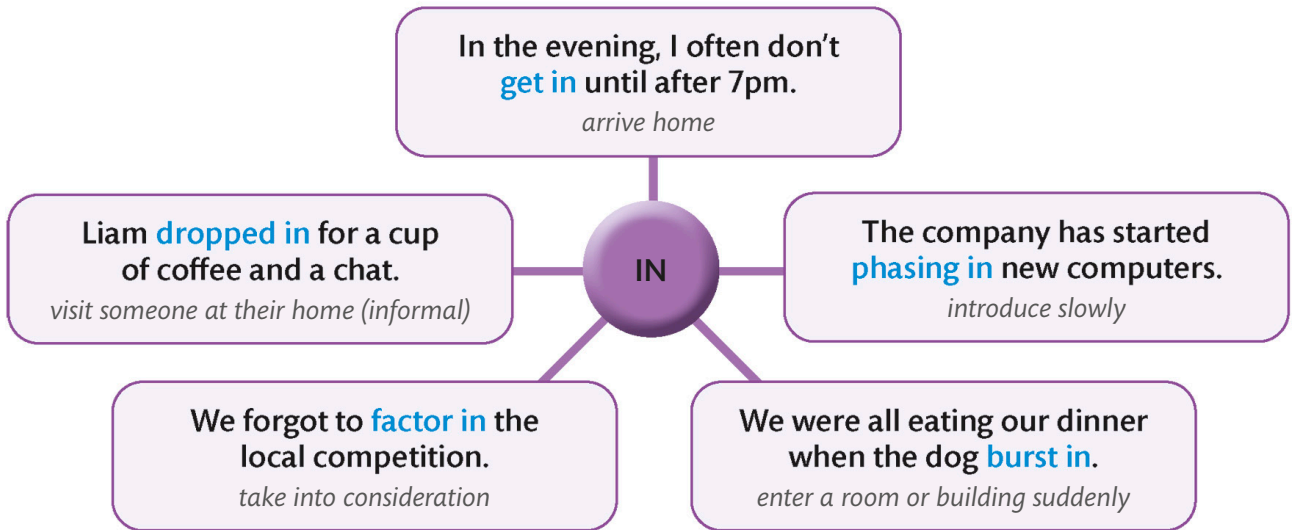 In the evening, I often don’t
get in until after 7pm.
arrive home
Liam dropped in for a cup
of coffee and a chat.
visit someone at their home (informal)
IN
The company has started
phasing in new computers.
introduce slowly
We forgot to factor in the
local competition.
take into consideration
We were all eating our dinner
when the dog burst in.
enter a room or building suddenly